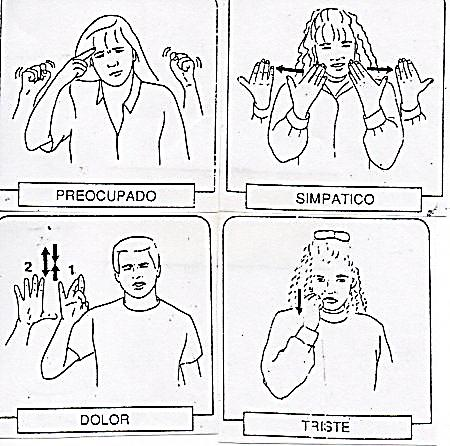 PREOCUPADO
SIMPATICO
2 1
DOLOR
TRISTE